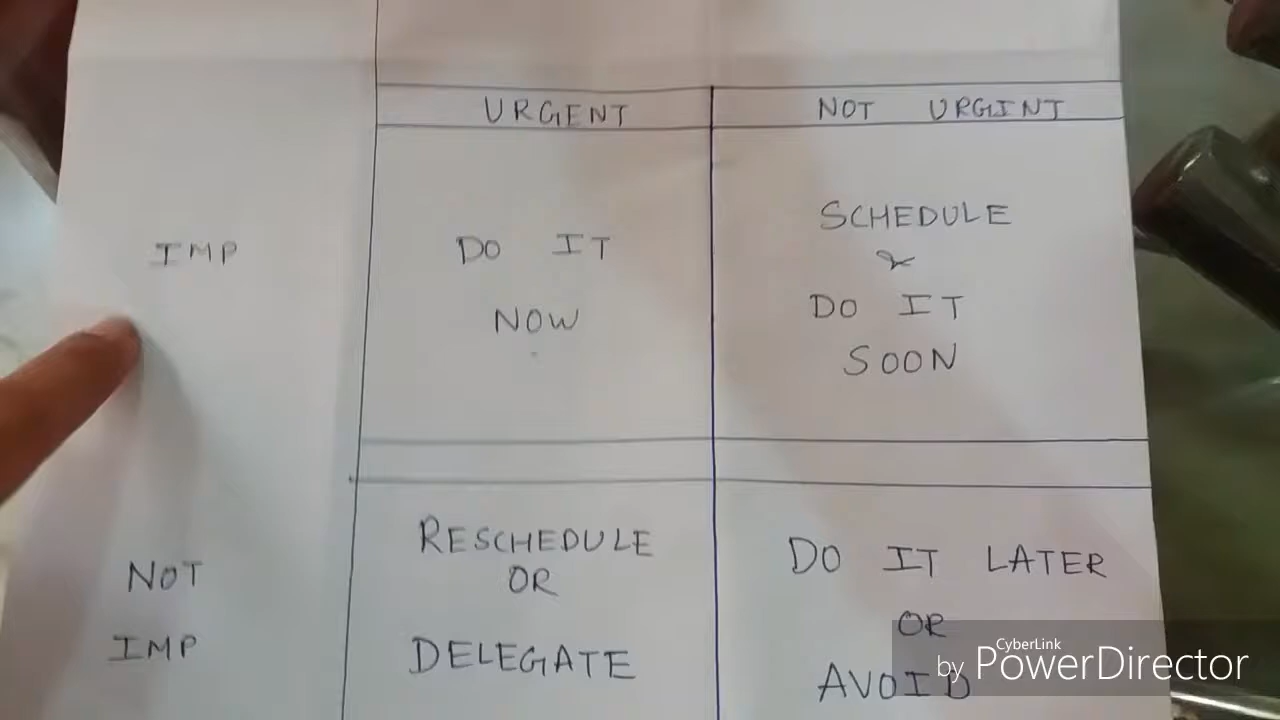 URGENT NOT URGINT
IMP
DO IT
NOW
SCHEDULE
&
DO IT
SOON
NOT
IMP
RESCHEDULE
OR
DELEGATE
DO IT LATER
OR
AVOID
CyberLink
by PowerDirector